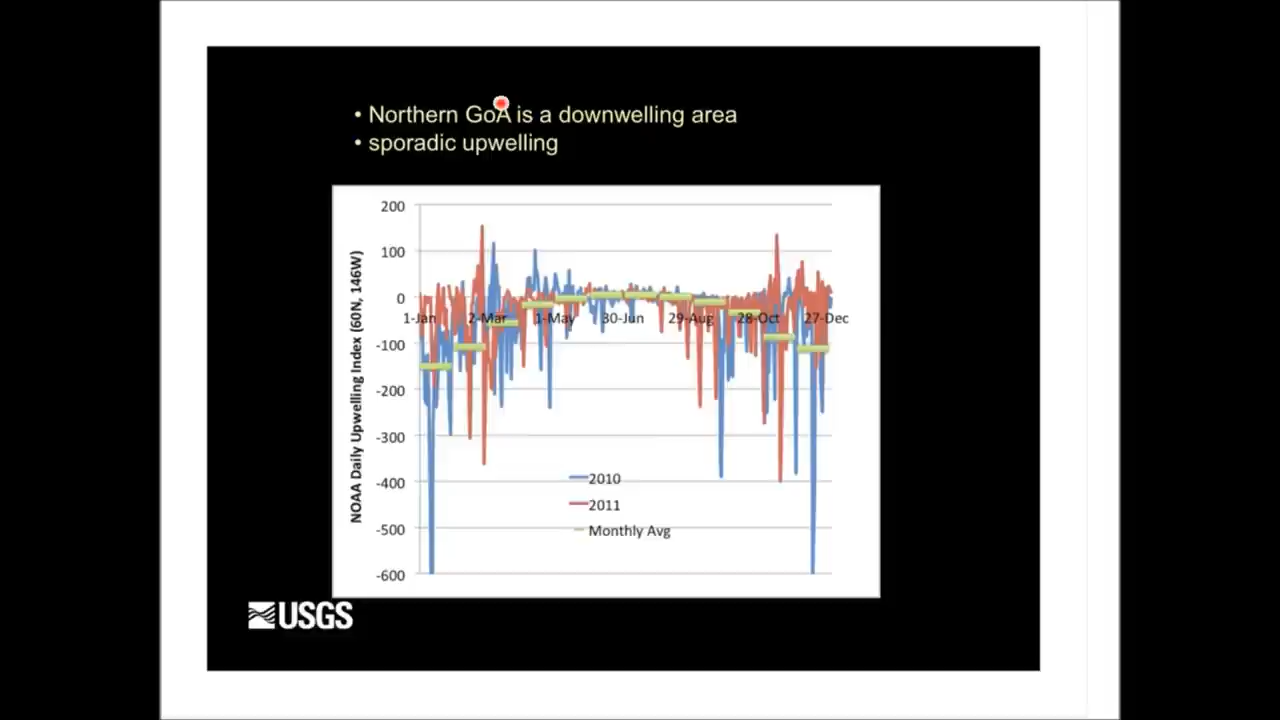 • Northern GoA is a downwelling area
• sporadic upwelling
NOAA Daily Upwelling Index (60N, 146W)
200
100
0
-100
-200
-300
-400
-500
-600
1-Jan 2-Mar 1-May 30-Jun 29-Aug 28-Oct 27-Dec
2010
2011
Monthly Avg
USGS